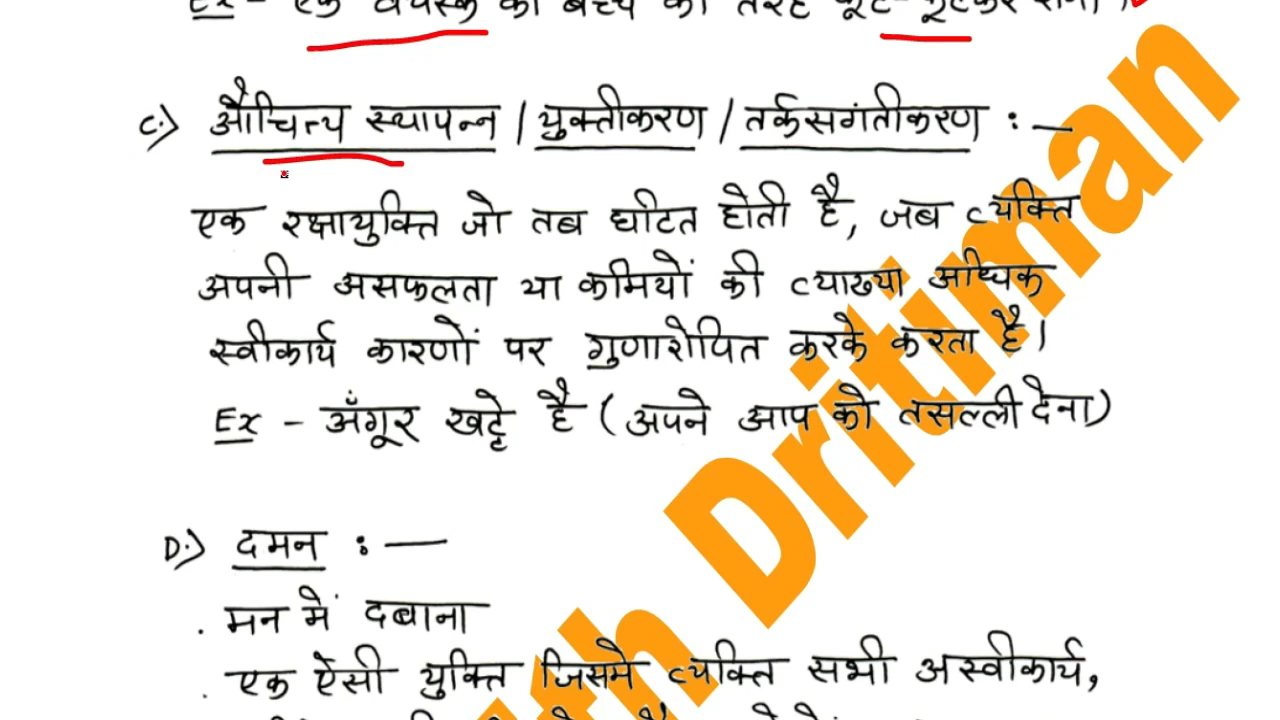 Ex - एक वयस्क का बच्चे की तरह फूट-फूटकर रोना।
C.) औचित्य स्थापन्न / युक्तीकरण / तर्कसगंतीकरण : —
एक रक्षायुक्ति जो तब घटित होती है, जब व्यक्ति
अपनी असफलता या कमियों की व्याख्या अधिक
स्वीकार्य कारणों पर गुणारोपित करके करता है।
Ex - अँगूर खट्टे है (अपने आप को तसल्ली देना)
D.) दमन : —
. मन में दबाना
. एक ऐसी युक्ति जिसमे व्यक्ति सभी अस्वीकार्य,
ith Dritiman